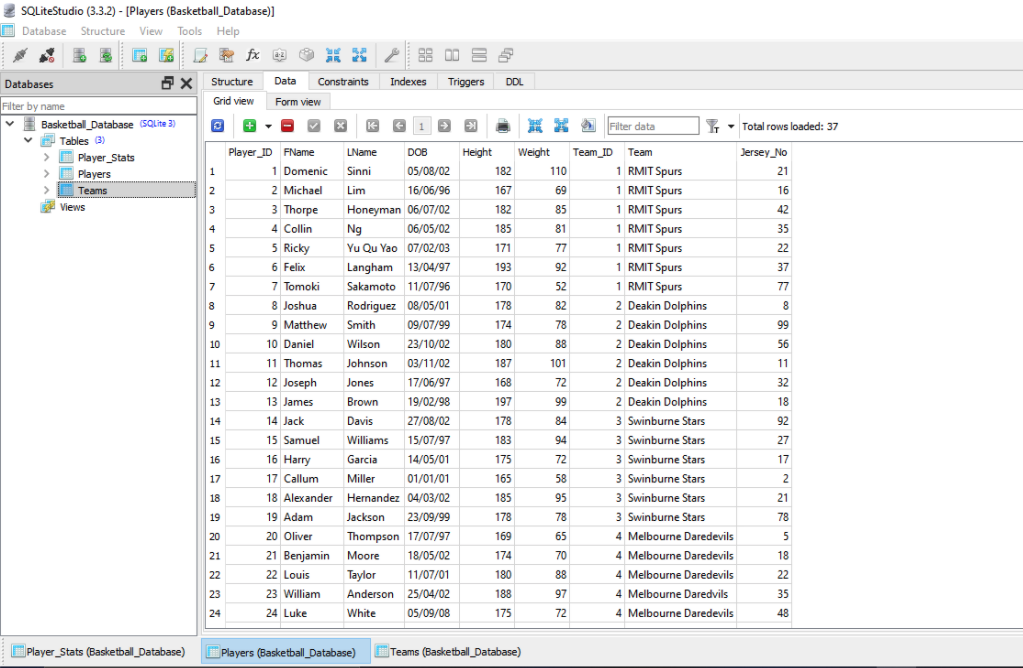 SQLiteStudio (3.3.2) - [Players (Basketball_Database)]
Database Structure View Tools Help
Databases
Filter by name
Basketball_Database (SQLite 3)
Tables (3)
Player_Stats
Players
Teams
Views
Structure Data Constraints Indexes Triggers DDL
Grid view Form view
1 Filter data Total rows loaded: 37
Player_ID FName LName DOB Height Weight Team_ID Team Jersey_No
1 1 Domenic Sinni 05/08/02 182 110 1 RMIT Spurs 21
2 2 Michael Lim 16/06/96 167 69 1 RMIT Spurs 16
3 3 Thorpe Honeyman 06/07/02 182 85 1 RMIT Spurs 42
4 4 Collin Ng 06/05/02 185 81 1 RMIT Spurs 35
5 5 Ricky Yu Qu Yao 07/02/03 171 77 1 RMIT Spurs 22
6 6 Felix Langham 13/04/97 193 92 1 RMIT Spurs 37
7 7 Tomoki Sakamoto 11/07/96 170 52 1 RMIT Spurs 77
8 8 Joshua Rodriguez 08/05/01 178 82 2 Deakin Dolphins 8
9 9 Matthew Smith 09/07/99 174 78 2 Deakin Dolphins 99
10 10 Daniel Wilson 23/10/02 180 88 2 Deakin Dolphins 56
11 11 Thomas Johnson 03/11/02 187 101 2 Deakin Dolphins 11
12 12 Joseph Jones 17/06/97 168 72 2 Deakin Dolphins 32
13 13 James Brown 19/02/98 197 99 2 Deakin Dolphins 18
14 14 Jack Davis 27/08/02 178 84 3 Swinburne Stars 92
15 15 Samuel Williams 15/07/97 183 94 3 Swinburne Stars 27
16 16 Harry Garcia 14/05/01 175 72 3 Swinburne Stars 17
17 17 Callum Miller 01/01/01 165 58 3 Swinburne Stars 2
18 18 Alexander Hernandez 04/03/02 185 95 3 Swinburne Stars 21
19 19 Adam Jackson 23/09/99 178 78 3 Swinburne Stars 78
20 20 Oliver Thompson 17/07/97 169 65 4 Melbourne Daredevils 5
21 21 Benjamin Moore 18/05/02 174 70 4 Melbourne Daredevils 18
22 22 Louis Taylor 11/07/01 180 88 4 Melbourne Daredevils 22
23 23 William Anderson 25/04/02 188 97 4 Melbourne Daredvils 35
24 24 Luke White 05/09/08 175 72 4 Melbourne Daredevils 48
Player_Stats (Basketball_Database) Players (Basketball_Database) Teams (Basketball_Database)